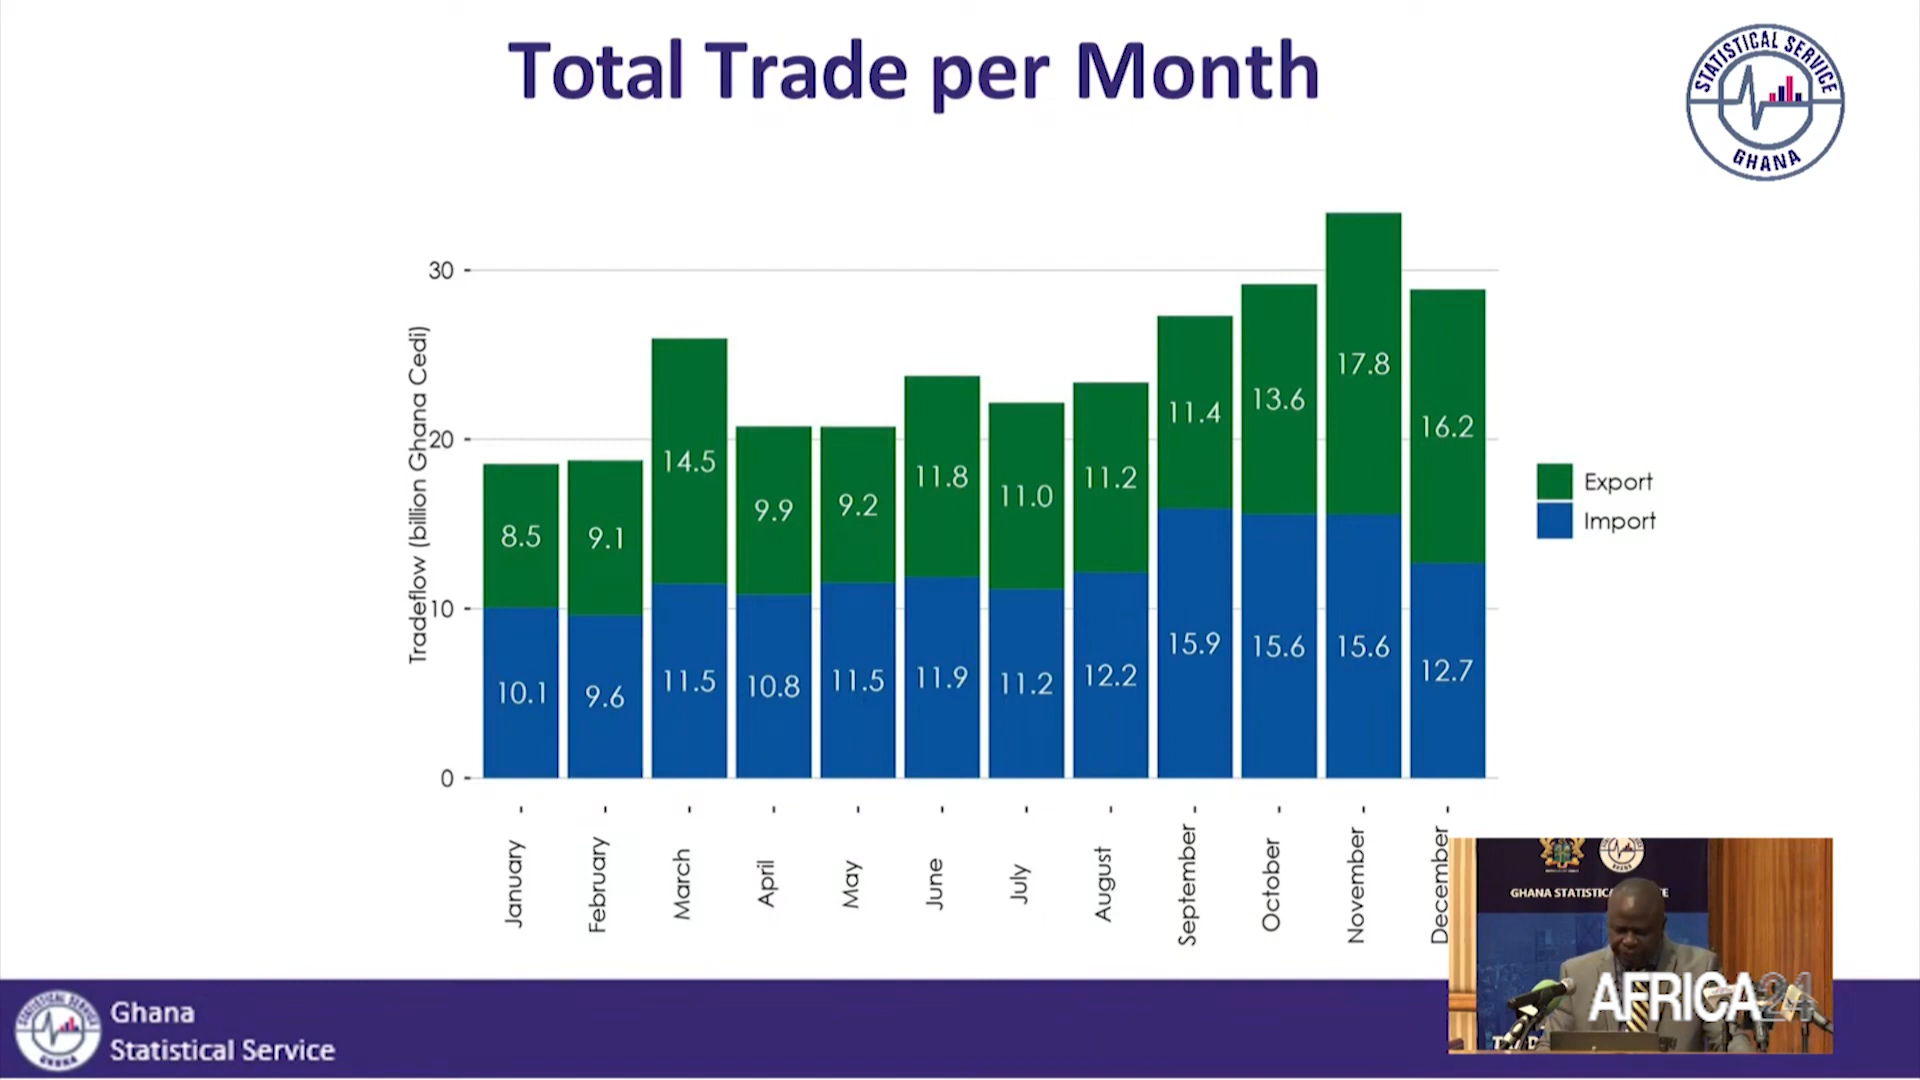 Total Trade per Month
STATISTICAL SERVICE
GHANA
Tradeflow (billion Ghana Cedi)
30
20
10
0
8.5
9.1
14.5
9.9
9.2
11.8
11.0
11.2
11.4
13.6
17.8
16.2
10.1
9.6
11.5
10.8
11.5
11.9
11.2
12.2
15.9
15.6
15.6
12.7
Export
Import
January
February
March
April
May
June
July
August
September
October
November
December
GHANA
AFRICA24
STATISTICAL SERVICE
GHANA
Ghana
Statistical Service